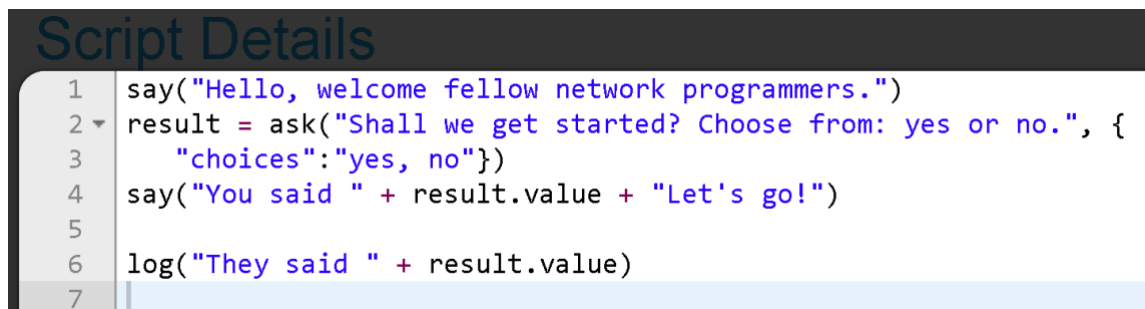 Script Details
1 say("Hello, welcome fellow network programmers.")
2 result = ask("Shall we get started? Choose from: yes or no.", {
3 "choices":"yes, no"})
4 say("You said " + result.value + "Let's go!")
5
6 log("They said " + result.value)
7